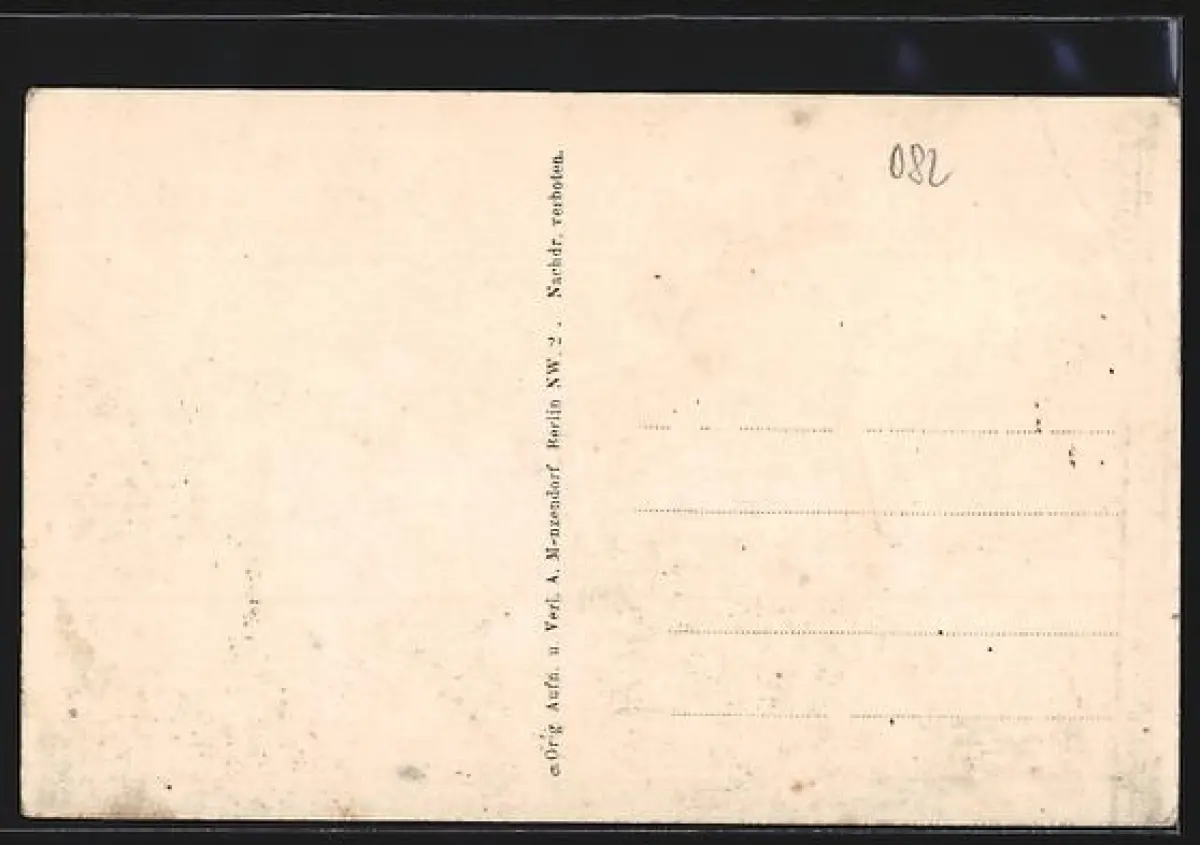 Orig Aufn. u. Verl. A. Menzendorf Berlin NW. 2. Nachdr. verboten.
082